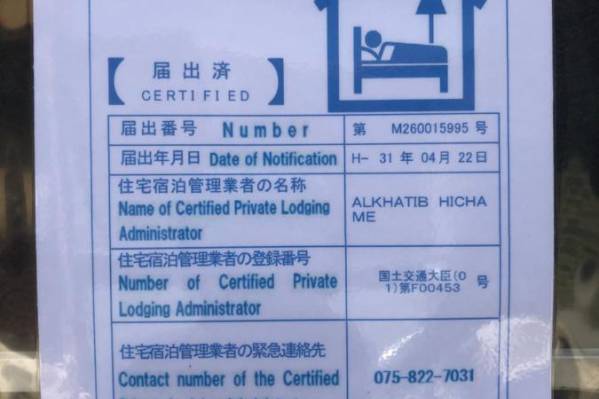 【届出済】
CERTIFIED
届出番号 Number 第 M260015995 号
届出年月日 Date of Notification H- 31 年 04 月 22 日
住宅宿泊管理業者の名称
Name of Certified Private Lodging
Administrator
ALKHATIB HICHA
ME
住宅宿泊管理業者の登録番号
Number of Certified Private
Lodging Administrator
国土交通大臣(0
1)第F00453 号
住宅宿泊管理業者の緊急連絡先
Contact number of the Certified
075-822-7031